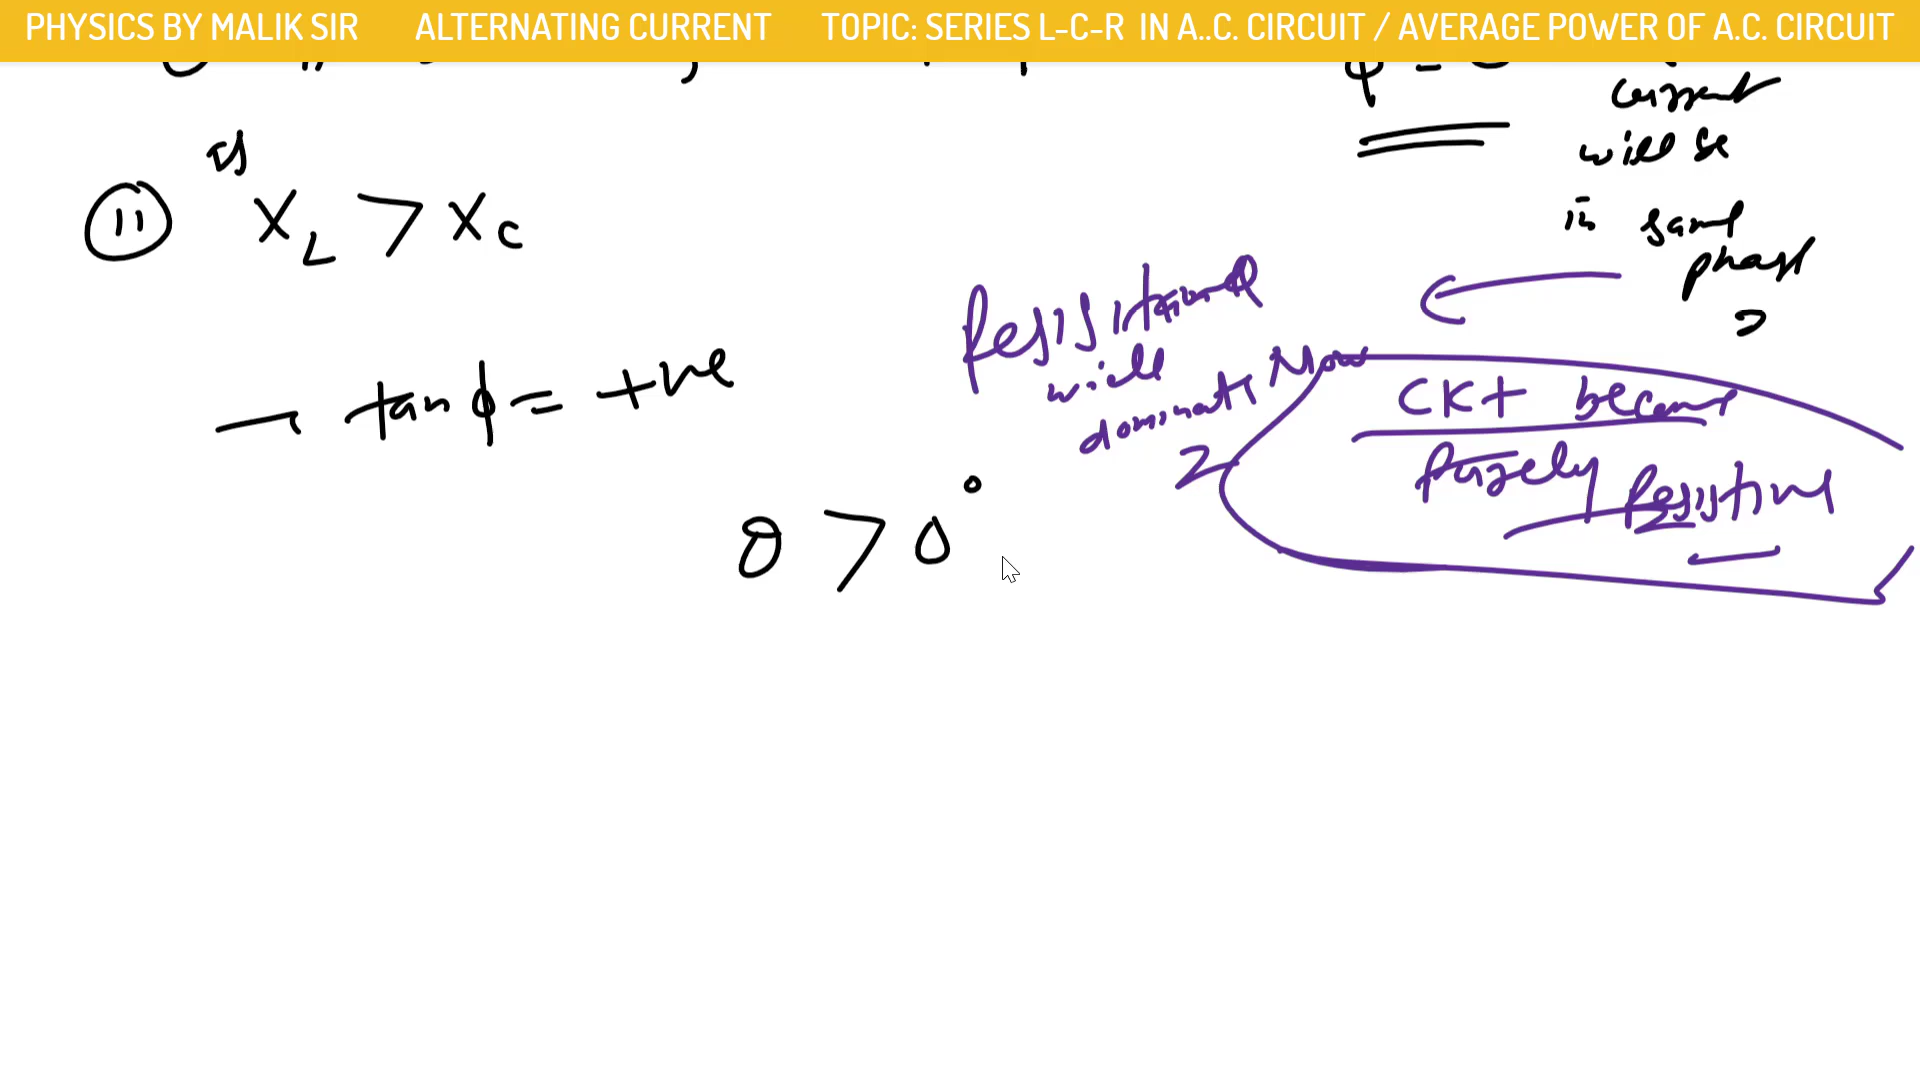 PHYSICS BY MALIK SIR ALTERNATING CURRENT TOPIC: SERIES L-C-R IN A..C. CIRCUIT / AVERAGE POWER OF A.C. CIRCUIT
current
will be
in same
phase
If
(11) XL > XC
tan ϕ = +ve
θ > 0°
Resistance
will
dominate Now
CKT become
Purely Resistive